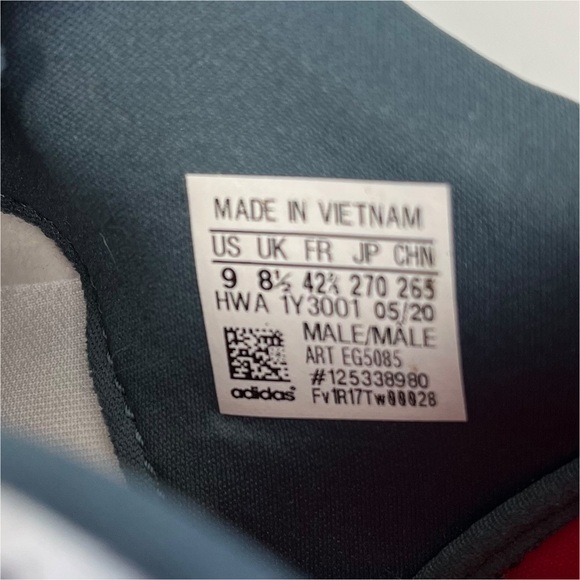 MADE IN VIETNAM
US UK FR JP CHN
9 8½ 42⅔ 270 265
HWA 1Y3001 05/20
MALE/MÂLE
ART EG5085
#125338980
adidas® Fv1R17Tw00028